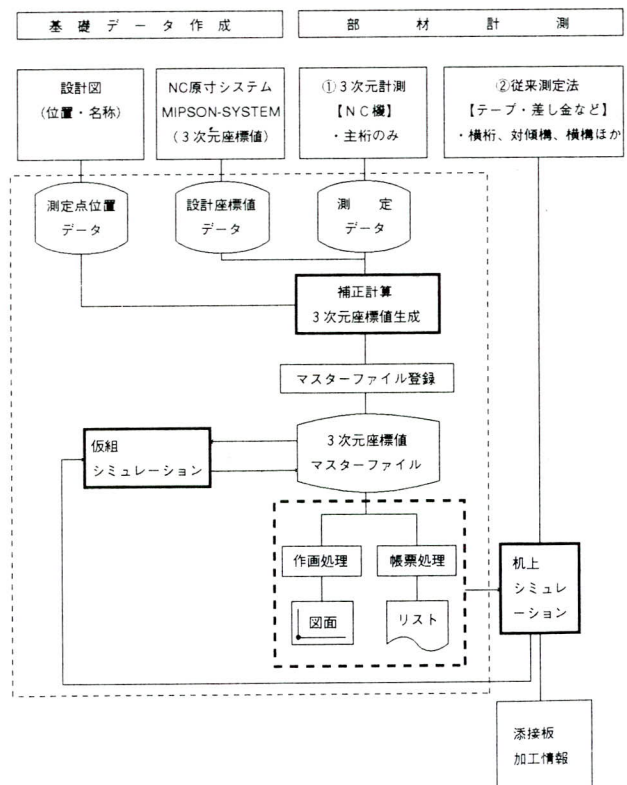 基礎データ作成
部材計測
設計図
(位置・名称)
NC原寸システム
MIPSON-SYSTEM
(3次元座標値)
①3次元計測
【NC機】
・主桁のみ
②従来測定法
【テープ・差し金など】
・横桁、対傾構、横構ほか
測定点位置
データ
設計座標値
データ
測定
データ
補正計算
3次元座標値生成
マスターファイル登録
仮組
シミュレーション
3次元座標値
マスターファイル
作画処理
帳票処理
図面
リスト
机上
シミュレ
ーション
添接板
加工情報